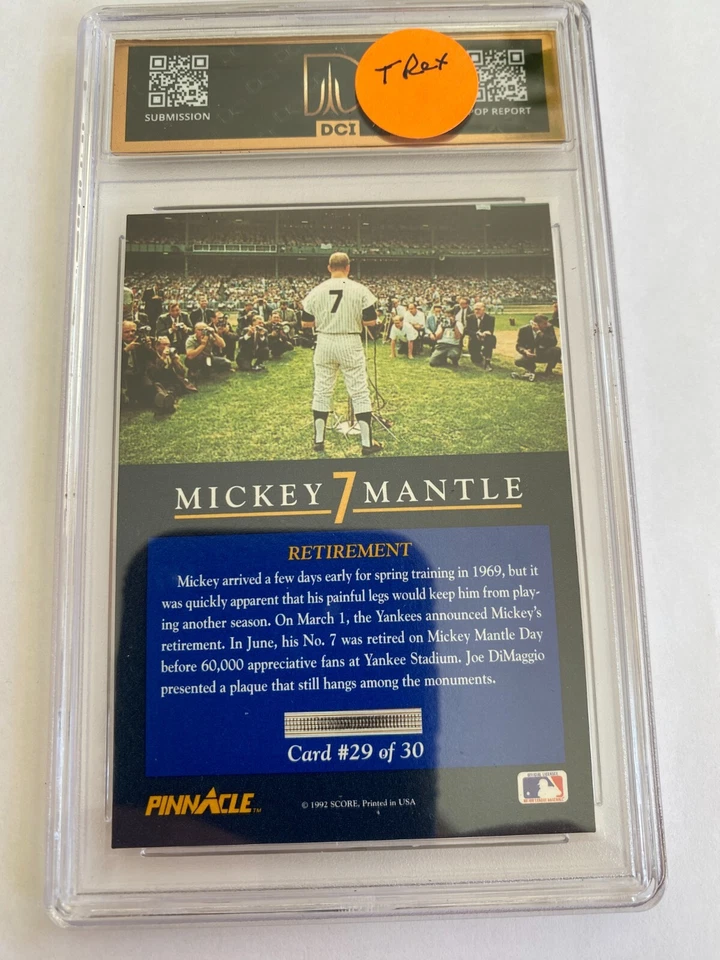 SUBMISSION
DCI
T Rex
POP REPORT
7
MICKEY 7 MANTLE
RETIREMENT
Mickey arrived a few days early for spring training in 1969, but it
was quickly apparent that his painful legs would keep him from play-
ing another season. On March 1, the Yankees announced Mickey's
retirement. In June, his No. 7 was retired on Mickey Mantle Day
before 60,000 appreciative fans at Yankee Stadium. Joe DiMaggio
presented a plaque that still hangs among the monuments.
Card #29 of 30
PINNACLE™
© 1992 SCORE, Printed in USA